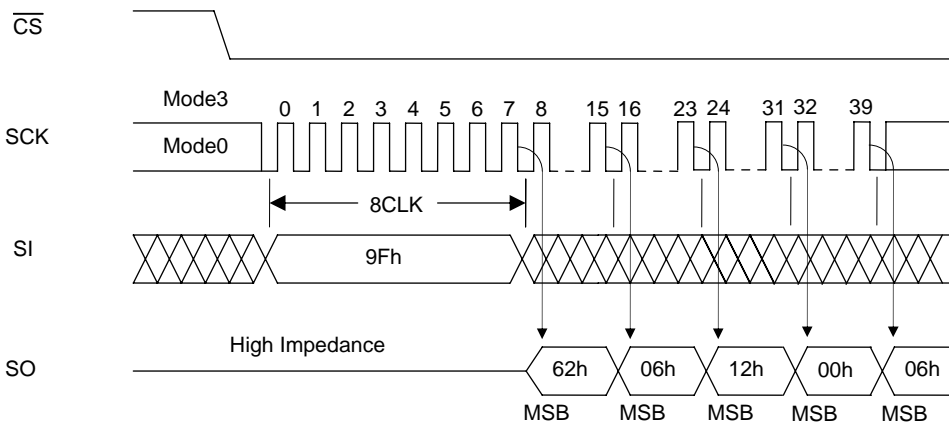 CS
Mode3
0 1 2 3 4 5 6 7 8 15 16 23 24 31 32 39
SCK
Mode0
8CLK
SI
9Fh
High Impedance
SO
62h 06h 12h 00h 06h
MSB MSB MSB MSB MSB